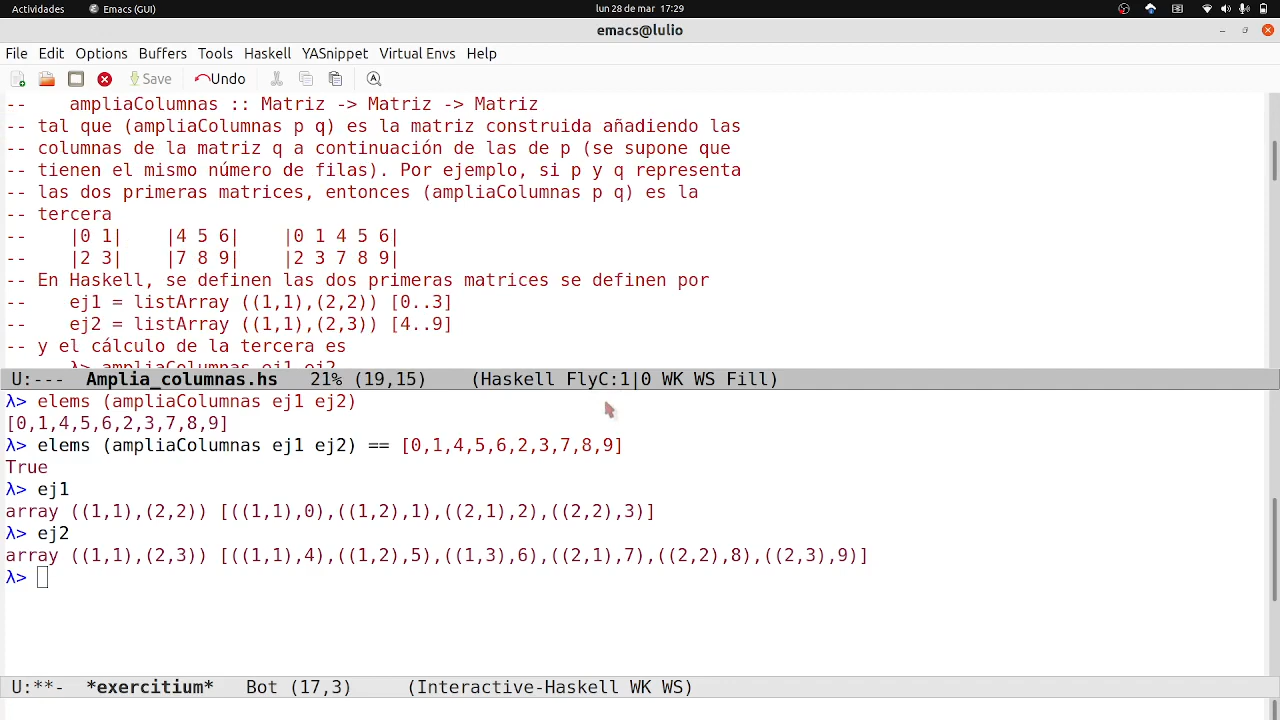 Actividades Emacs (GUI) lun 28 de mar 17:29
emacs@lulio
File Edit Options Buffers Tools Haskell YASnippet Virtual Envs Help
Save Undo
-- ampliaColumnas :: Matriz -> Matriz -> Matriz
-- tal que (ampliaColumnas p q) es la matriz construida añadiendo las
-- columnas de la matriz q a continuación de las de p (se supone que
-- tienen el mismo número de filas). Por ejemplo, si p y q representa
-- las dos primeras matrices, entonces (ampliaColumnas p q) es la
-- tercera
-- |0 1| |4 5 6| |0 1 4 5 6|
-- |2 3| |7 8 9| |2 3 7 8 9|
-- En Haskell, se definen las dos primeras matrices se definen por
-- ej1 = listArray ((1,1),(2,2)) [0..3]
-- ej2 = listArray ((1,1),(2,3)) [4..9]
-- y el cálculo de la tercera es
λ> ampliaColumnas ej1 ej2
U:--- Amplia_columnas.hs 21% (19,15) (Haskell FlyC:1|0 WK WS Fill)
λ> elems (ampliaColumnas ej1 ej2)
[0,1,4,5,6,2,3,7,8,9]
λ> elems (ampliaColumnas ej1 ej2) == [0,1,4,5,6,2,3,7,8,9]
True
λ> ej1
array ((1,1),(2,2)) [((1,1),0),((1,2),1),((2,1),2),((2,2),3)]
λ> ej2
array ((1,1),(2,3)) [((1,1),4),((1,2),5),((1,3),6),((2,1),7),((2,2),8),((2,3),9)]
λ>
U:**- *exercitium* Bot (17,3) (Interactive-Haskell WK WS)